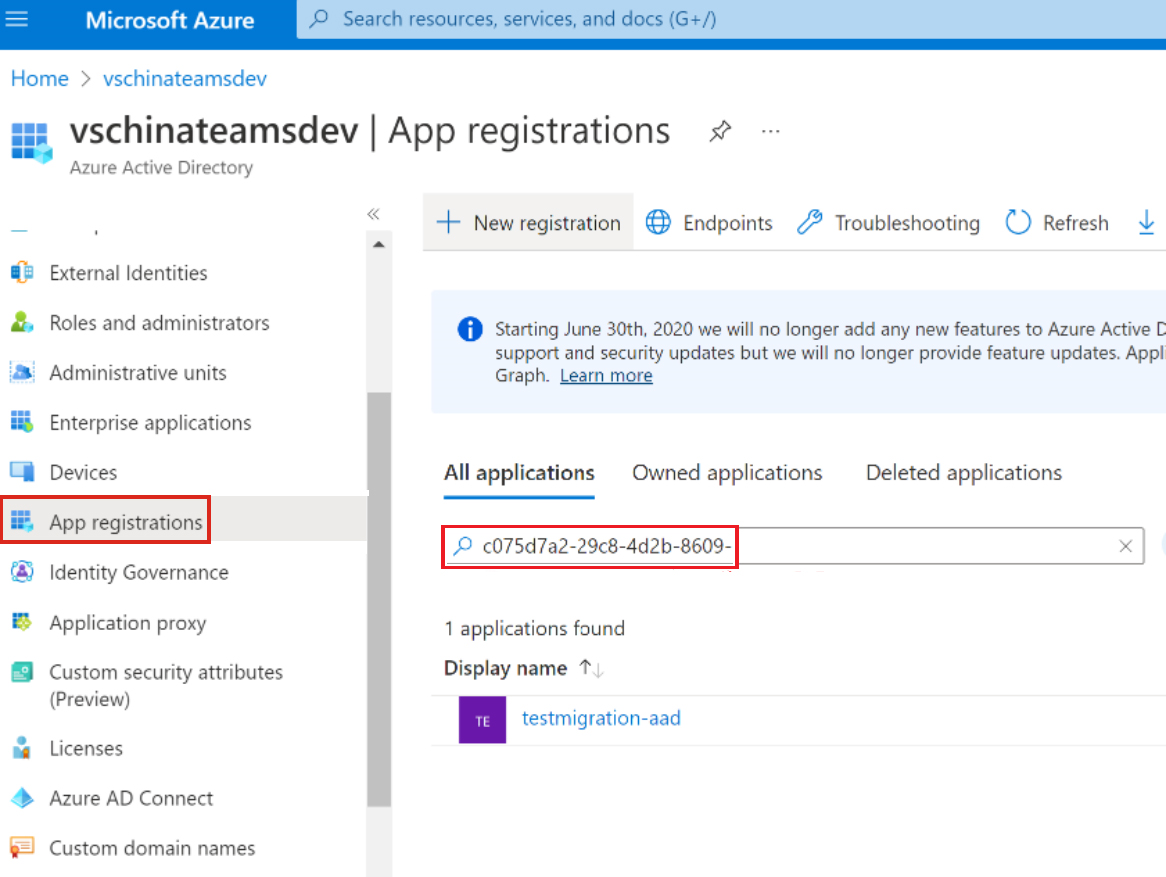 Microsoft Azure
Search resources, services, and docs (G+/)
Home > vschinateamsdev
vschinateamsdev | App registrations
Azure Active Directory
External Identities
Roles and administrators
Administrative units
Enterprise applications
Devices
App registrations
Identity Governance
Application proxy
Custom security attributes
(Preview)
Licenses
Azure AD Connect
Custom domain names
New registration
Endpoints
Troubleshooting
Refresh
Starting June 30th, 2020 we will no longer add any new features to Azure Active D
support and security updates but we will no longer provide feature updates. Appli
Graph. Learn more
All applications
Owned applications
Deleted applications
c075d7a2-29c8-4d2b-8609-
1 applications found
Display name
TE
testmigration-aad